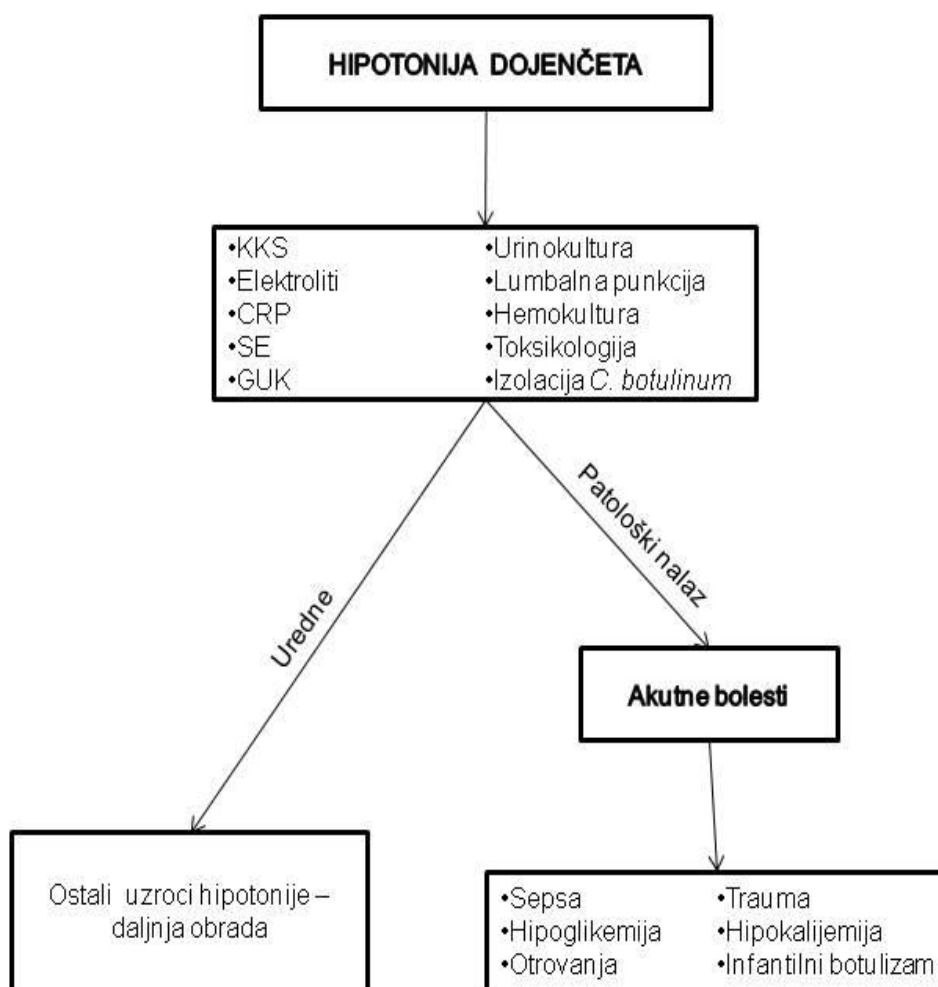 HIPOTONIJA DOJENČETA
•KKS
•Elektroliti
•CRP
•SE
•GUK
•Urinokultura
•Lumbalna punkcija
•Hemokultura
•Toksikologija
•Izolacija C. botulinum
Uredne
Patološki nalaz
Akutne bolesti
Ostali uzroci hipotonije –
daljnja obrada
•Sepsa
•Hipoglikemija
•Otrovanja
•Trauma
•Hipokalijemija
•Infantilni botulizam